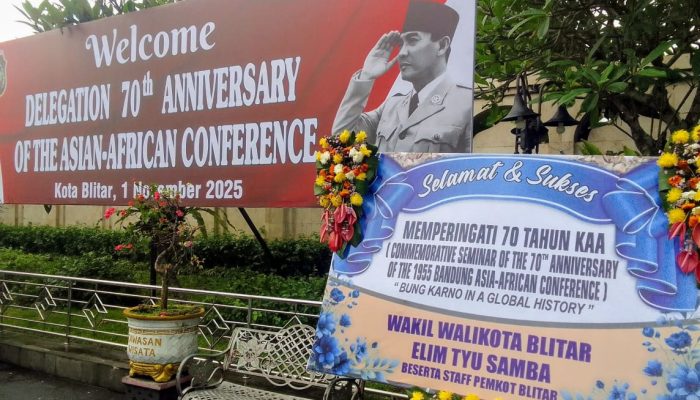 Welcome
DELEGATION 70th ANNIVERSARY
OF THE ASIAN-AFRICAN CONFERENCE
Kota Blitar, 1 November 2025
Selamat & Sukses
MEMPERINGATI 70 TAHUN KAA
( COMMEMORATIVE SEMINAR OF THE 70TH ANNIVERSARY
OF THE 1955 BANDUNG ASIA-AFRICAN CONFERENCE )
"BUNG KARNO IN A GLOBAL HISTORY"
WAKIL WALIKOTA BLITAR
ELIM TYU SAMBA
BESERTA STAFF PEMKOT BLITAR
WISATA